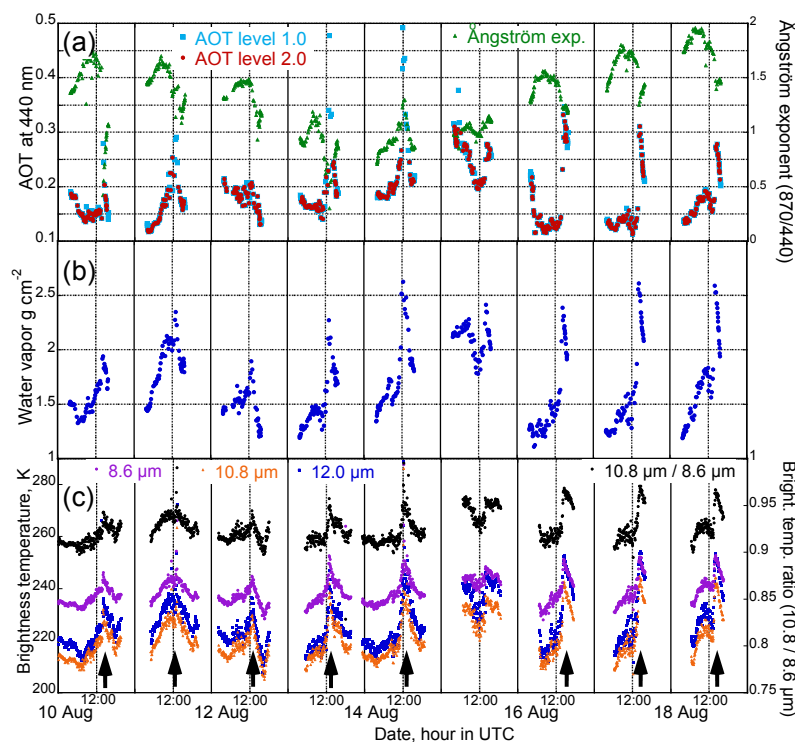 (a)
AOT level 1.0
AOT level 2.0
Ångström exp.
AOT at 440 nm
0.5
0.4
0.3
0.2
0.1
2
1.5
1
0.5
0
Ångström exponent (870/440)
(b)
Water vapor g cm-2
2.5
2
1.5
1
1
8.6 µm
10.8 µm
12.0 µm
10.8 µm / 8.6 µm
(c)
Brightness temperature, K
260
240
220
200
0.95
0.9
0.85
0.8
0.75
Bright. temp. ratio (10.8 / 8.6 µm)
12:00 12:00 12:00 12:00 12:00 12:00 12:00 12:00 12:00
10 Aug 12 Aug 14 Aug 16 Aug 18 Aug
Date, hour in UTC